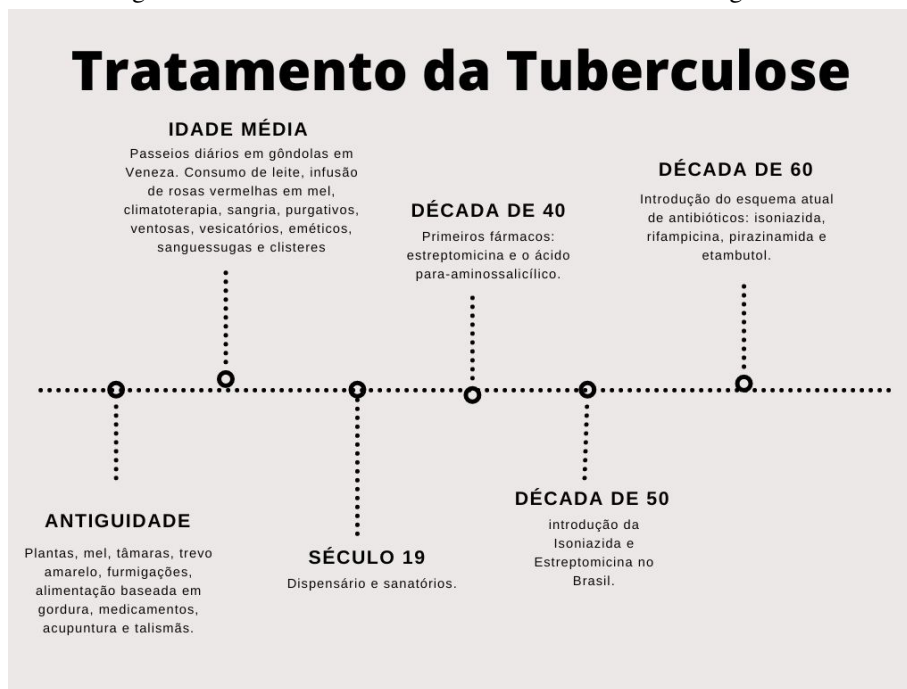 Tratamento da Tuberculose
IDADE MÉDIA
Passeios diários em gôndolas em
Veneza. Consumo de leite, infusão
de rosas vermelhas em mel,
climatoterapia, sangria, purgativos,
ventosas, vesicatórios, eméticos,
sanguessugas e clisteres
DÉCADA DE 40
Primeiros fármacos:
estreptomicina e o ácido
para-aminossalicílico.
DÉCADA DE 60
Introdução do esquema atual
de antibióticos: isoniazida,
rifampicina, pirazinamida e
etambutol.
ANTIGUIDADE
Plantas, mel, tâmaras, trevo
amarelo, furmigações,
alimentação baseada em
gordura, medicamentos,
acupuntura e talismãs.
SÉCULO 19
Dispensário e sanatórios.
DÉCADA DE 50
introdução da
Isoniazida e
Estreptomicina no
Brasil.